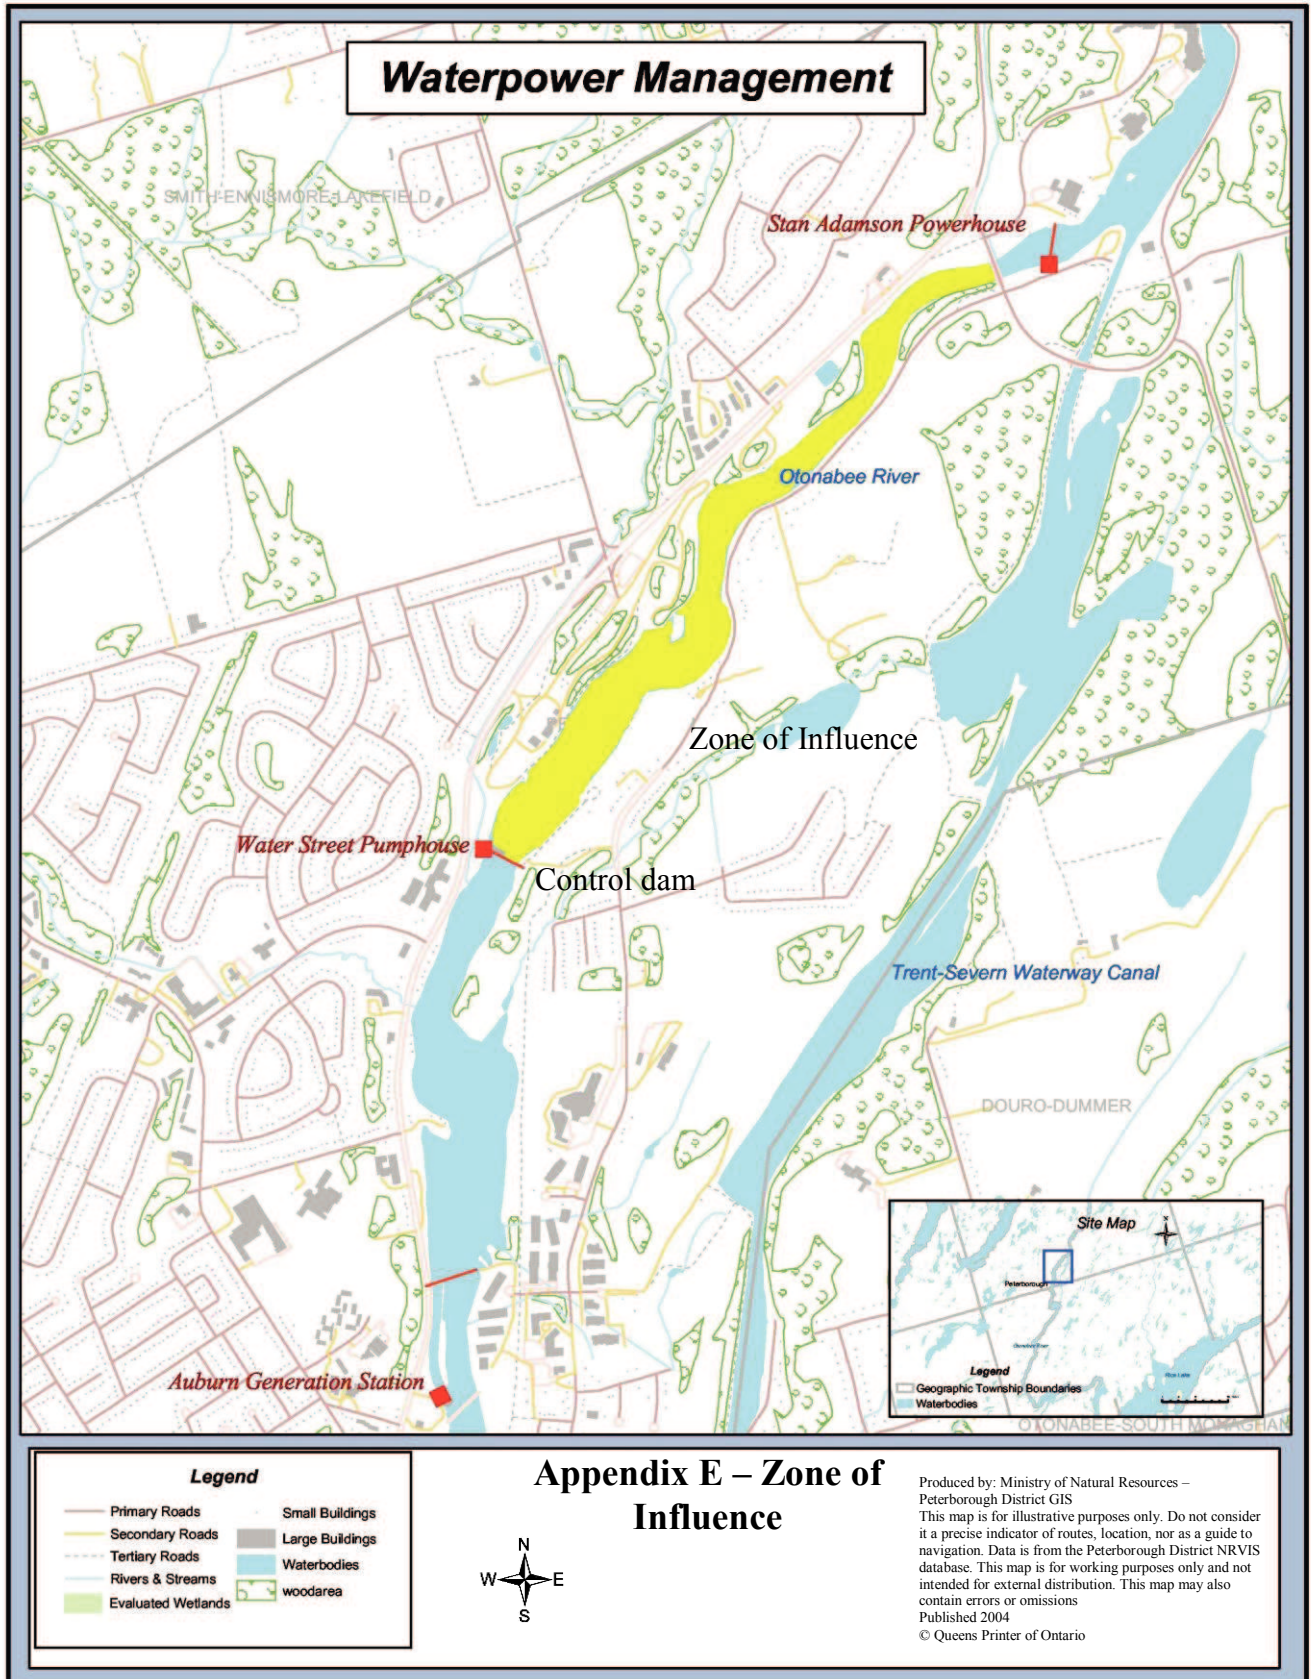 Waterpower Management
SMITH-ENNISMORE-LAKEFIELD
Stan Adamson Powerhouse
Otonabee River
Zone of Influence
Water Street Pumphouse
Control dam
Trent-Severn Waterway Canal
DOURO-DUMMER
Site Map
Peterborough
Otonabee River
Rice Lake
Legend
Geographic Township Boundaries
Waterbodies
Auburn Generation Station
OTONABEE-SOUTH MONAGHAN
Legend
Primary Roads
Secondary Roads
Tertiary Roads
Rivers & Streams
Evaluated Wetlands
Small Buildings
Large Buildings
Waterbodies
woodarea
Appendix E – Zone of
Influence
N
W E
S
Produced by: Ministry of Natural Resources –
Peterborough District GIS
This map is for illustrative purposes only. Do not consider
it a precise indicator of routes, location, nor as a guide to
navigation. Data is from the Peterborough District NRVIS
database. This map is for working purposes only and not
intended for external distribution. This map may also
contain errors or omissions
Published 2004
© Queens Printer of Ontario